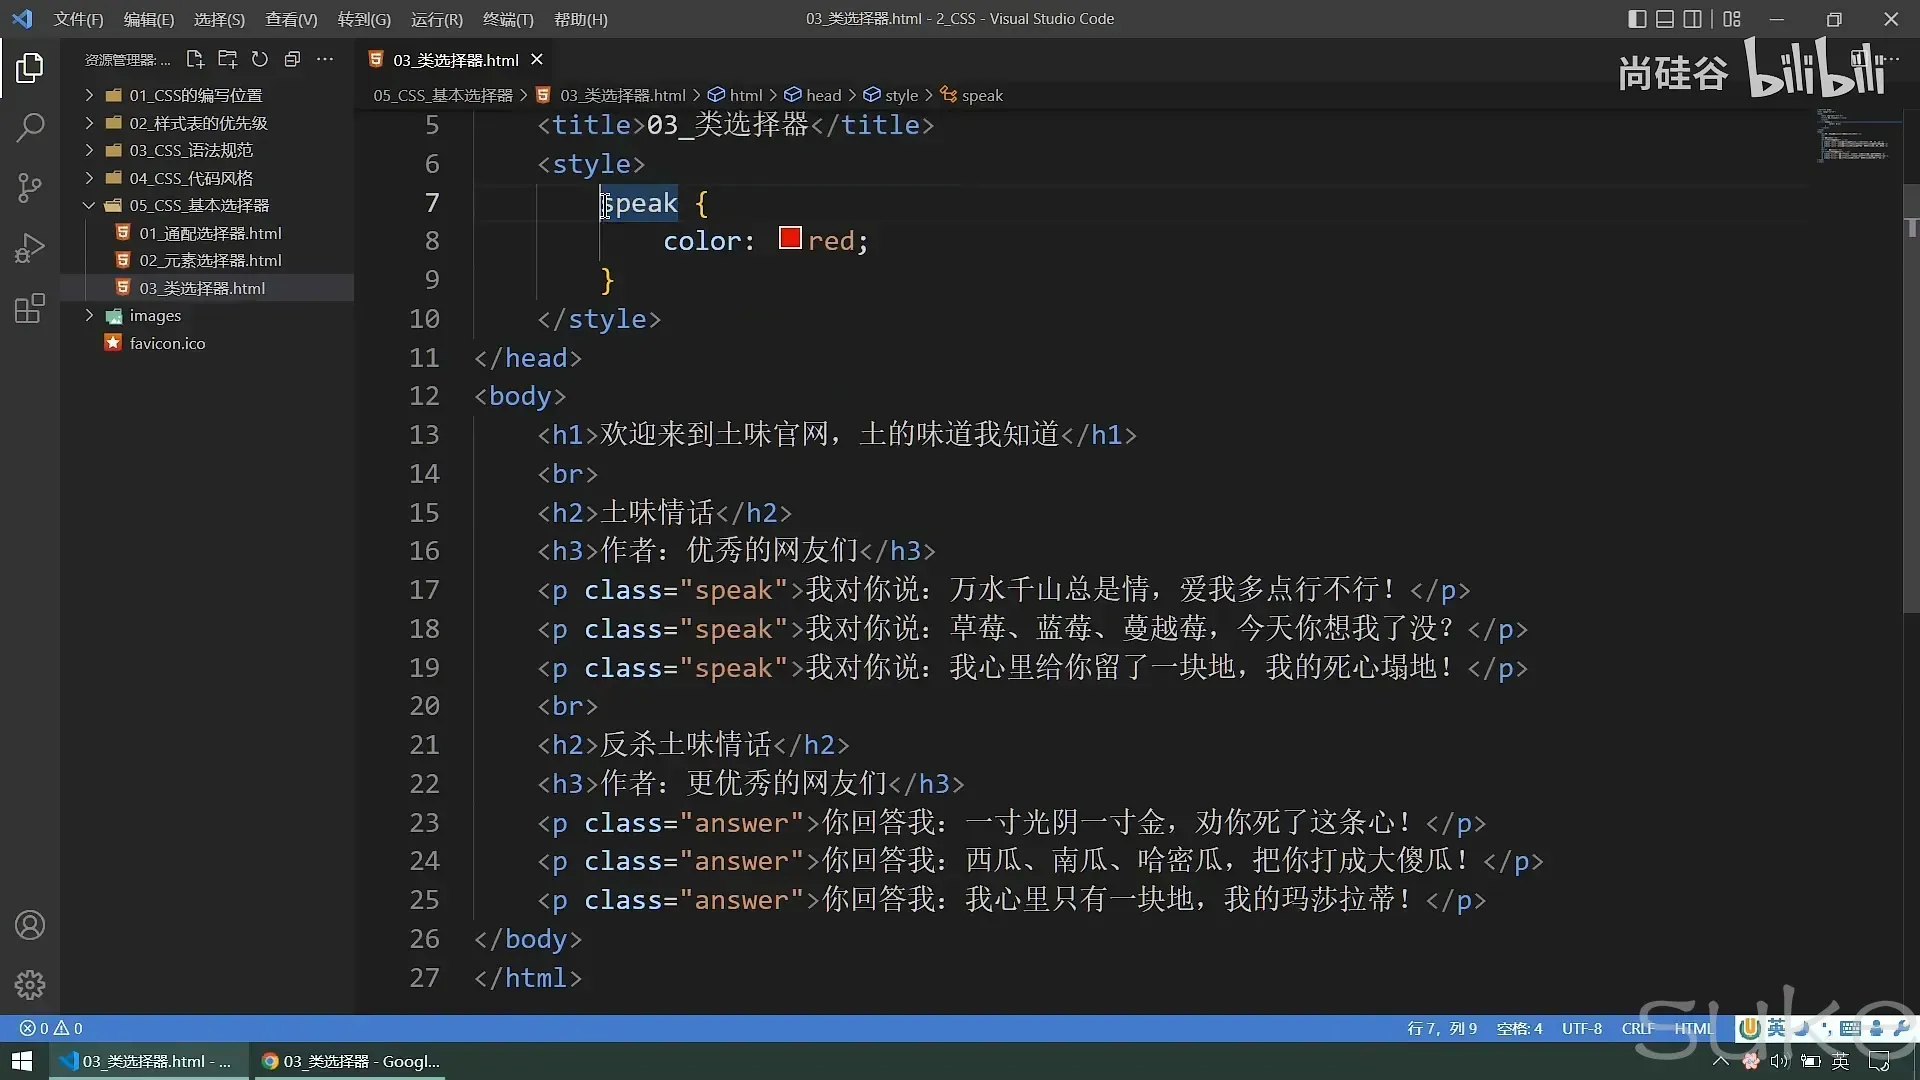 文件(F) 编辑(E) 选择(S) 查看(V) 转到(G) 运行(R) 终端(T) 帮助(H) 03_类选择器.html - 2_CSS - Visual Studio Code
资源管理器: ...
03_类选择器.html
尚硅谷 bilibili
05_CSS_基本选择器 > 03_类选择器.html > html > head > style > speak
01_CSS的编写位置
02_样式表的优先级
03_CSS_语法规范
04_CSS_代码风格
05_CSS_基本选择器
01_通配选择器.html
02_元素选择器.html
03_类选择器.html
images
favicon.ico
5 <title>03_类选择器</title>
6 <style>
7 speak {
8 color: red;
9 }
10 </style>
11 </head>
12 <body>
13 <h1>欢迎来到土味官网，土的味道我知道</h1>
14 <br>
15 <h2>土味情话</h2>
16 <h3>作者：优秀的网友们</h3>
17 <p class="speak">我对你说：万水千山总是情，爱我多点行不行！</p>
18 <p class="speak">我对你说：草莓、蓝莓、蔓越莓，今天你想我了没？</p>
19 <p class="speak">我对你说：我心里给你留了一块地，我的死心塌地！</p>
20 <br>
21 <h2>反杀土味情话</h2>
22 <h3>作者：更优秀的网友们</h3>
23 <p class="answer">你回答我：一寸光阴一寸金，劝你死了这条心！</p>
24 <p class="answer">你回答我：西瓜、南瓜、哈密瓜，把你打成大傻瓜！</p>
25 <p class="answer">你回答我：我心里只有一块地，我的玛莎拉蒂！</p>
26 </body>
27 </html>
0 0 行 7，列 9 空格: 4 UTF-8 CRLF HTML 英
suke
03_类选择器.html - ... 03_类选择器 - Googl... 英